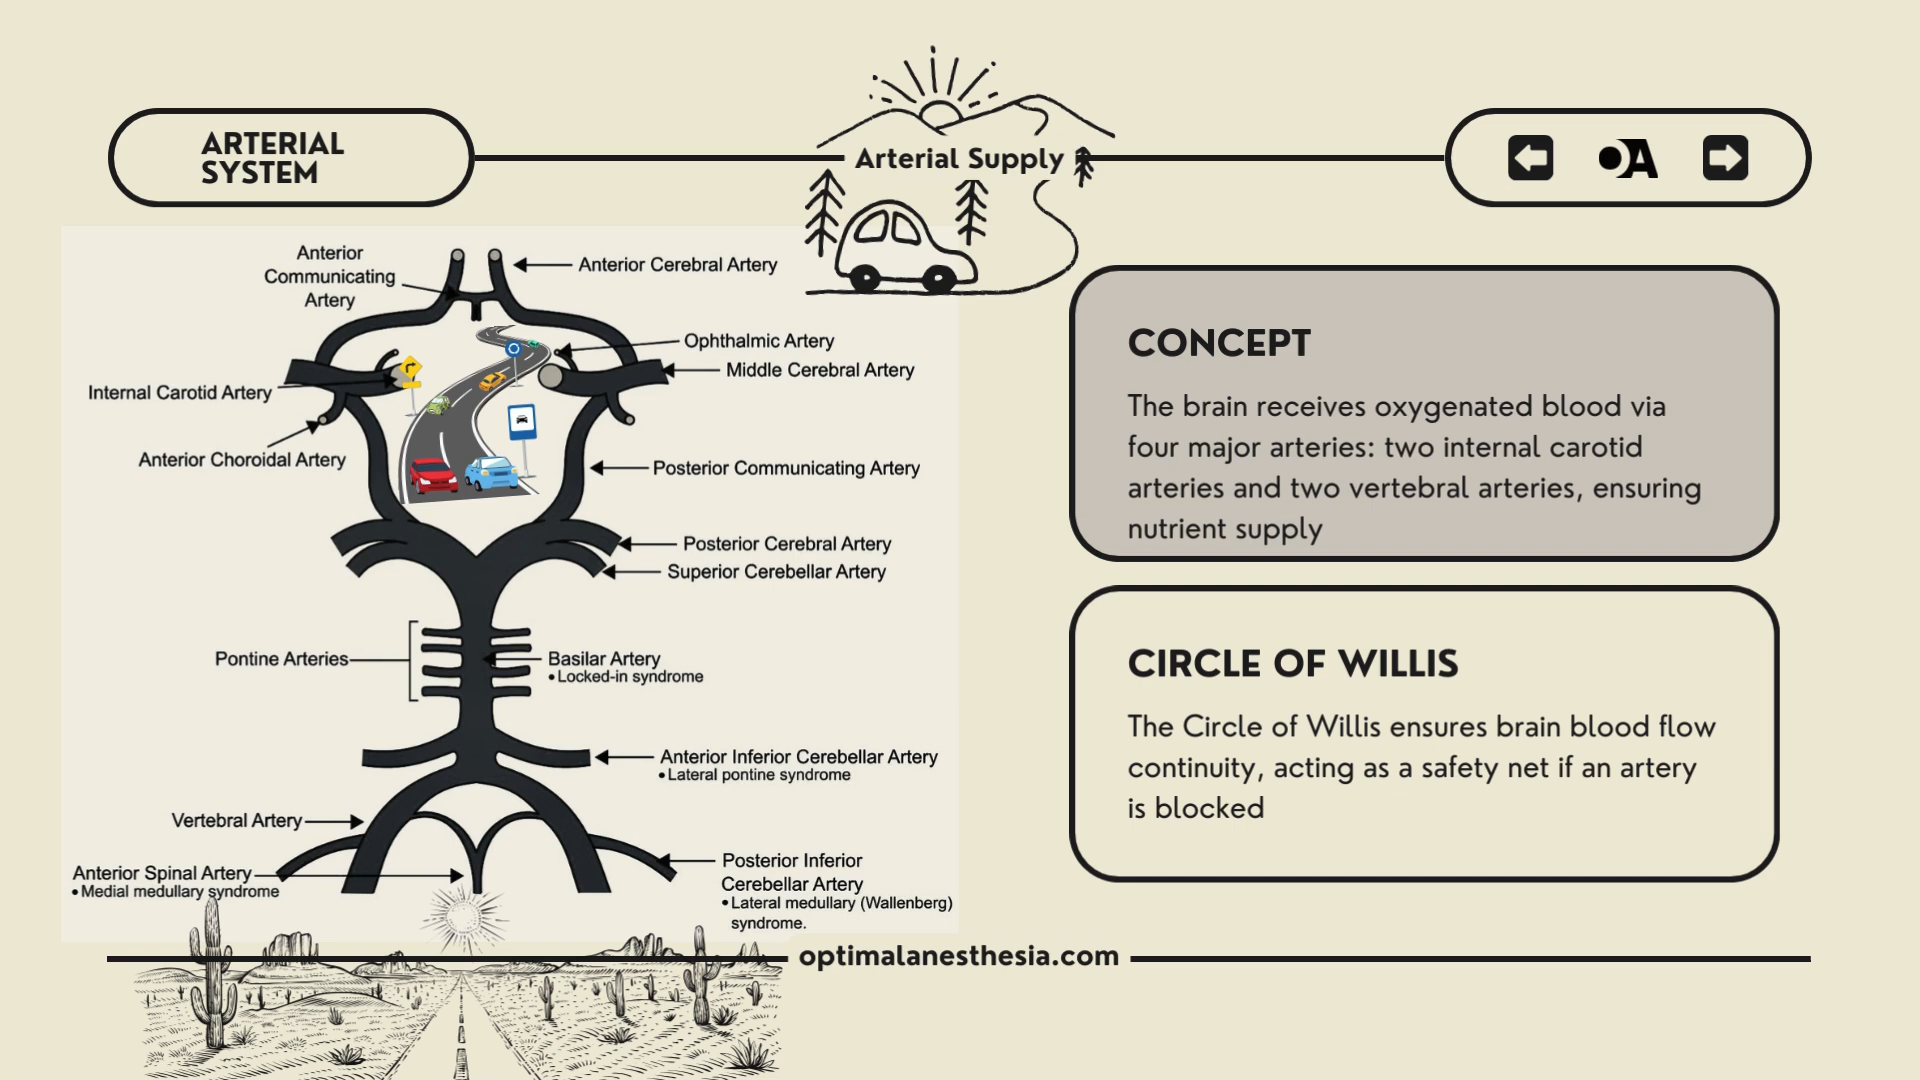 ARTERIAL
SYSTEM
Arterial Supply
OA
Anterior
Communicating
Artery
Anterior Cerebral Artery
Ophthalmic Artery
Middle Cerebral Artery
Internal Carotid Artery
Anterior Choroidal Artery
Posterior Communicating Artery
Posterior Cerebral Artery
Superior Cerebellar Artery
Pontine Arteries
Basilar Artery
•Locked-in syndrome
Anterior Inferior Cerebellar Artery
•Lateral pontine syndrome
Vertebral Artery
Anterior Spinal Artery
•Medial medullary syndrome
Posterior Inferior
Cerebellar Artery
•Lateral medullary (Wallenberg)
syndrome.
CONCEPT
The brain receives oxygenated blood via
four major arteries: two internal carotid
arteries and two vertebral arteries, ensuring
nutrient supply
CIRCLE OF WILLIS
The Circle of Willis ensures brain blood flow
continuity, acting as a safety net if an artery
is blocked
optimalanesthesia.com